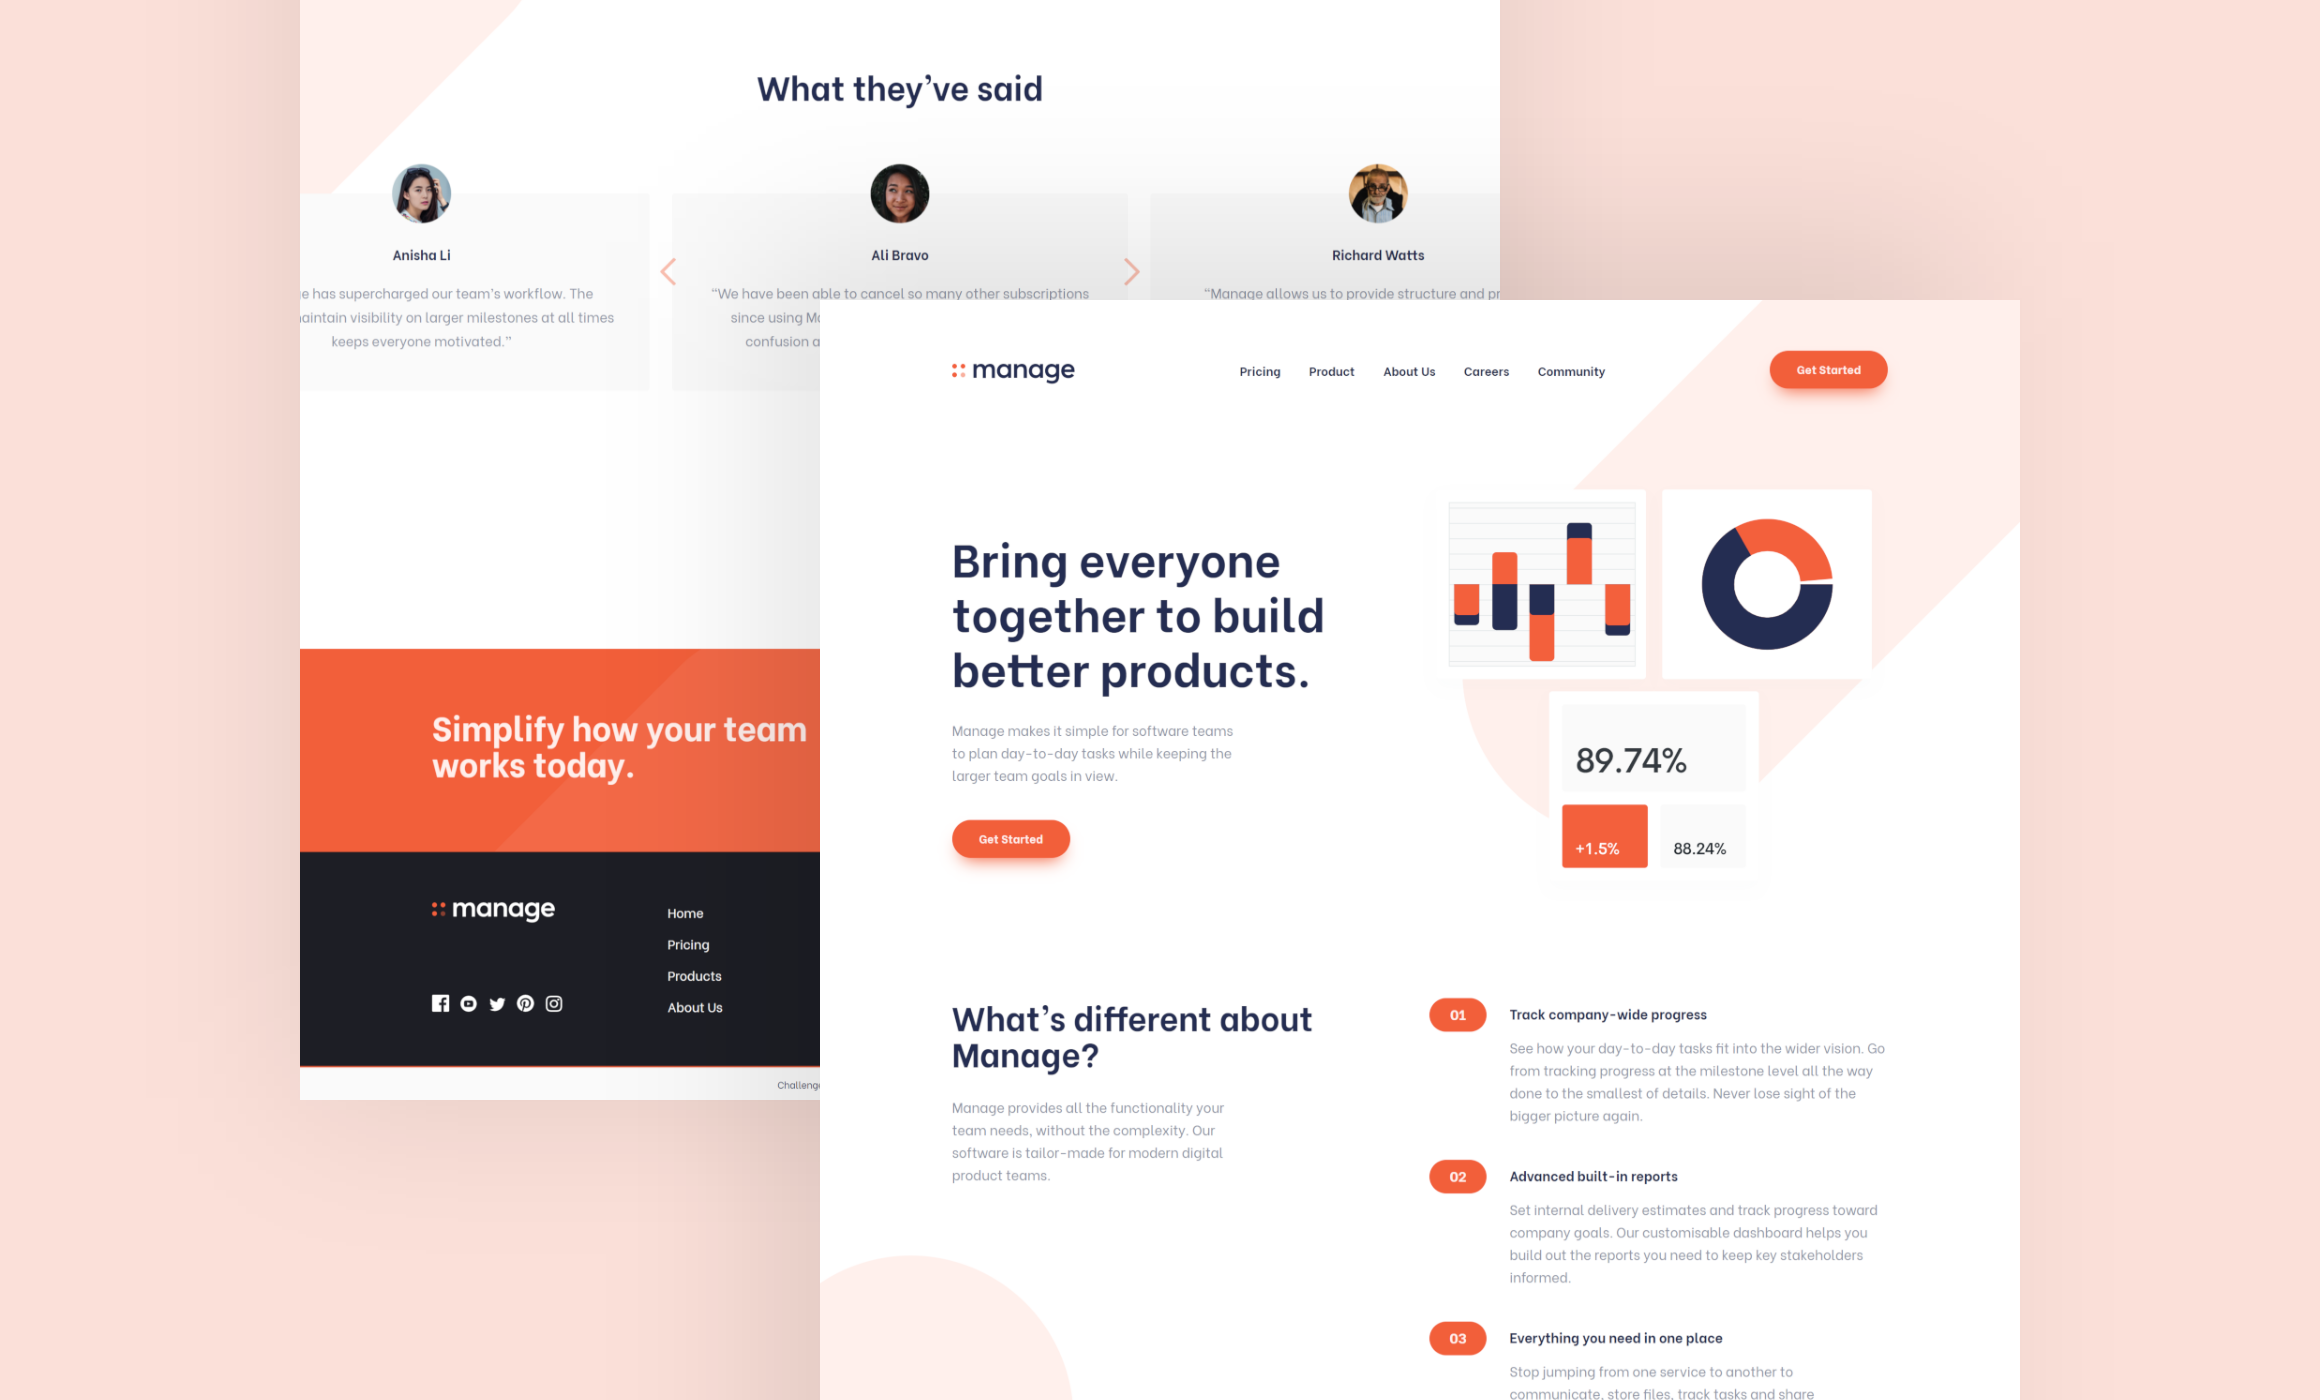 What they’ve said
Anisha Li
has supercharged our team’s workflow. The
visibility on larger milestones at all times
keeps everyone motivated.”
Ali Bravo
“We have been able to cancel so many other subscriptions
since using
confusion
Richard Watts
“Manage allows us to provide structure and
Simplify how your team
works today.
manage
Home
Pricing
Products
About Us
manage
Pricing
Product
About Us
Careers
Community
Get Started
Bring everyone
together to build
better products.
Manage makes it simple for software teams
to plan day-to-day tasks while keeping the
larger team goals in view.
Get Started
89.74%
+1.5%
88.24%
What’s different about
Manage?
Manage provides all the functionality your
team needs, without the complexity. Our
software is tailor-made for modern digital
product teams.
01
Track company-wide progress
See how your day-to-day tasks fit into the wider vision. Go
from tracking progress at the milestone level all the way
done to the smallest of details. Never lose sight of the
bigger picture again.
02
Advanced built-in reports
Set internal delivery estimates and track progress toward
company goals. Our customisable dashboard helps you
build out the reports you need to keep key stakeholders
informed.
03
Everything you need in one place
Stop jumping from one service to another to
communicate, store files, track tasks and share